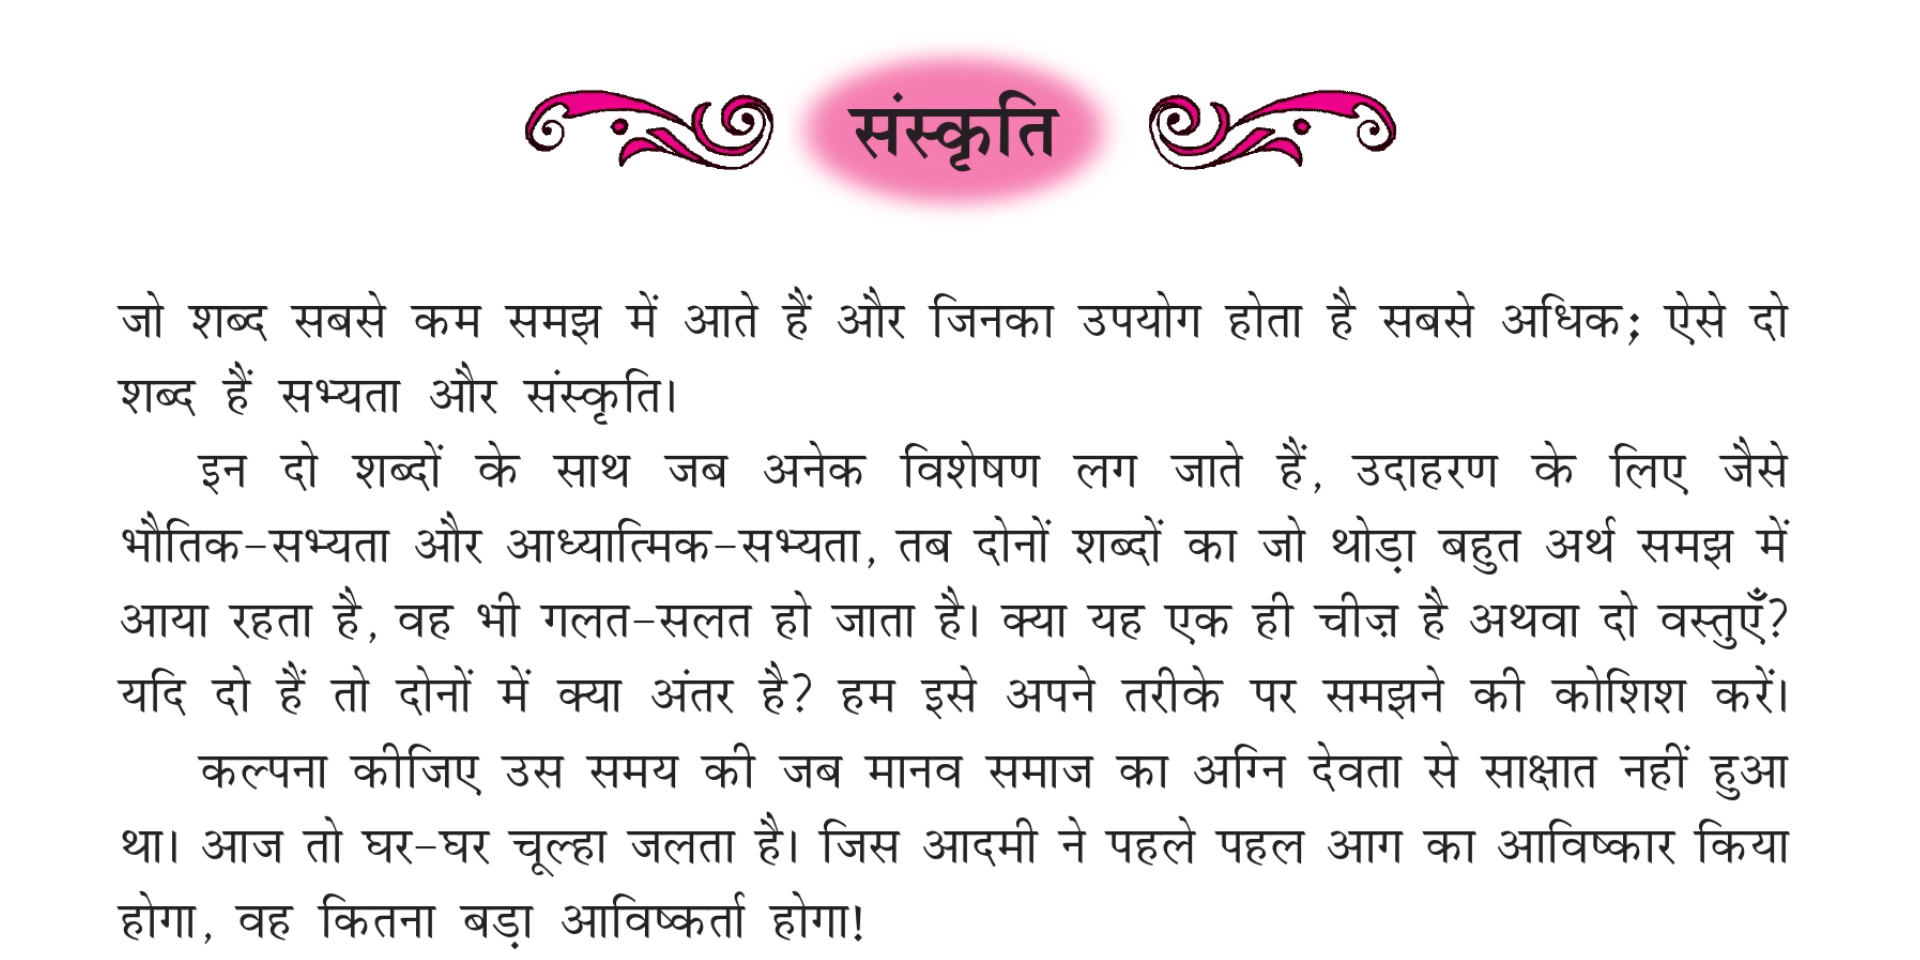 संस्कृति
जो शब्द सबसे कम समझ में आते हैं और जिनका उपयोग होता है सबसे अधिक; ऐसे दो
शब्द हैं सभ्यता और संस्कृति।
इन दो शब्दों के साथ जब अनेक विशेषण लग जाते हैं, उदाहरण के लिए जैसे
भौतिक-सभ्यता और आध्यात्मिक-सभ्यता, तब दोनों शब्दों का जो थोड़ा बहुत अर्थ समझ में
आया रहता है, वह भी गलत-सलत हो जाता है। क्या यह एक ही चीज़ है अथवा दो वस्तुएँ?
यदि दो हैं तो दोनों में क्या अंतर है? हम इसे अपने तरीके पर समझने की कोशिश करें।
कल्पना कीजिए उस समय की जब मानव समाज का अग्नि देवता से साक्षात नहीं हुआ
था। आज तो घर-घर चूल्हा जलता है। जिस आदमी ने पहले पहल आग का आविष्कार किया
होगा, वह कितना बड़ा आविष्कर्ता होगा!